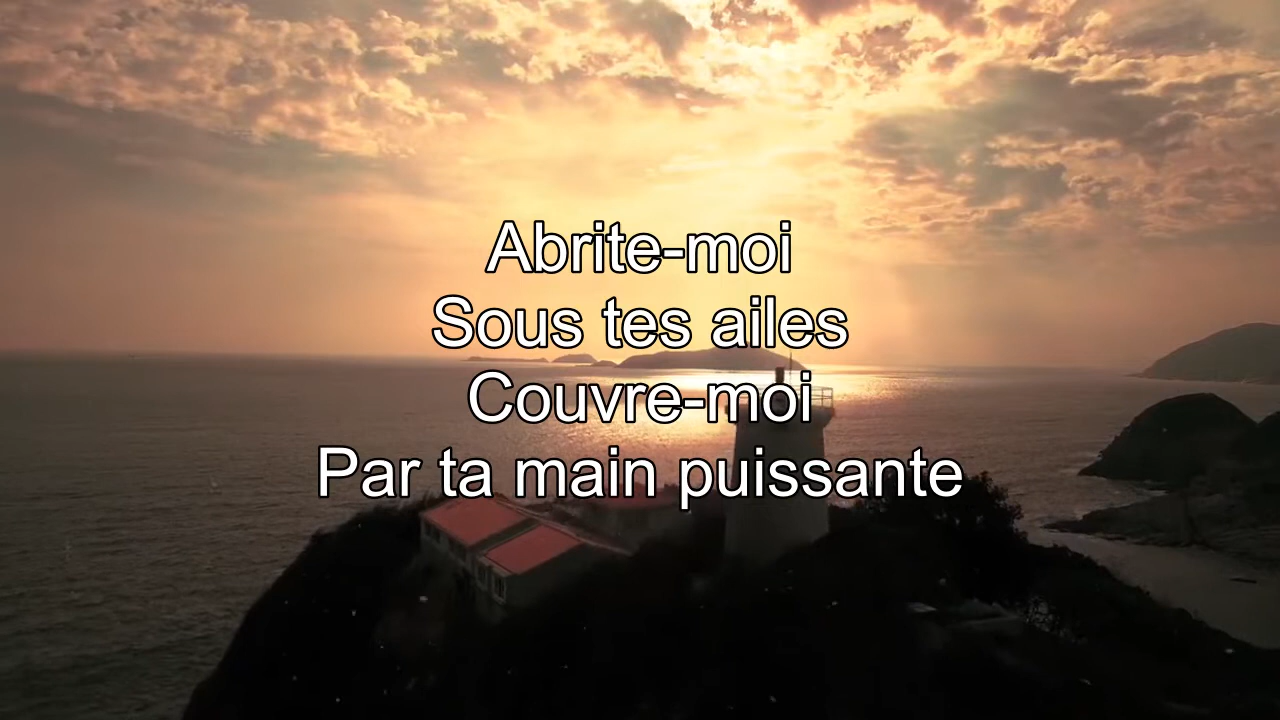 Abrite-moi
Sous tes ailes
Couvre-moi
Par ta main puissante